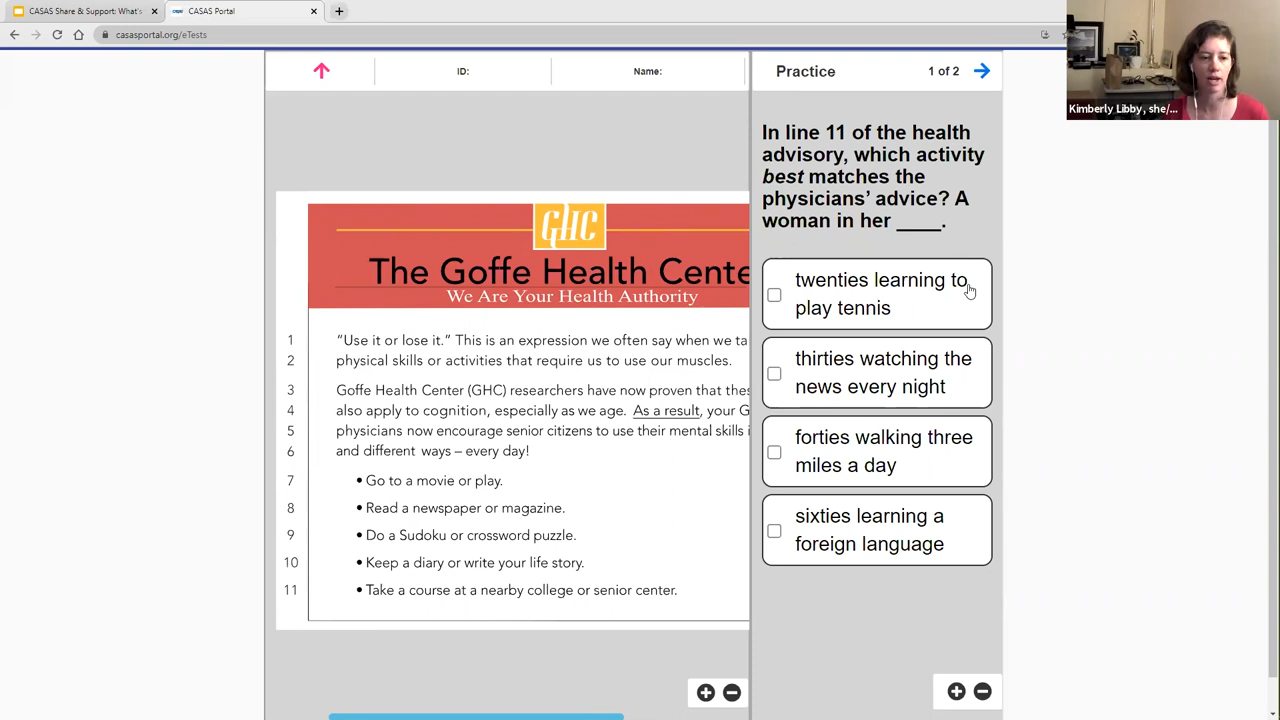 CASAS Share & Support: What's
CASAS Portal
casasportal.org/eTests
ID:
Name:
Practice
1 of 2
Kimberly Libby, she/...
GHC
The Goffe Health Cente
We Are Your Health Authority
1 "Use it or lose it." This is an expression we often say when we ta
2 physical skills or activities that require us to use our muscles.
3 Goffe Health Center (GHC) researchers have now proven that thes
4 also apply to cognition, especially as we age. As a result, your G
5 physicians now encourage senior citizens to use their mental skills i
6 and different ways – every day!
7 • Go to a movie or play.
8 • Read a newspaper or magazine.
9 • Do a Sudoku or crossword puzzle.
10 • Keep a diary or write your life story.
11 • Take a course at a nearby college or senior center.
In line 11 of the health
advisory, which activity
best matches the
physicians' advice? A
woman in her ____.
twenties learning to
play tennis
thirties watching the
news every night
forties walking three
miles a day
sixties learning a
foreign language